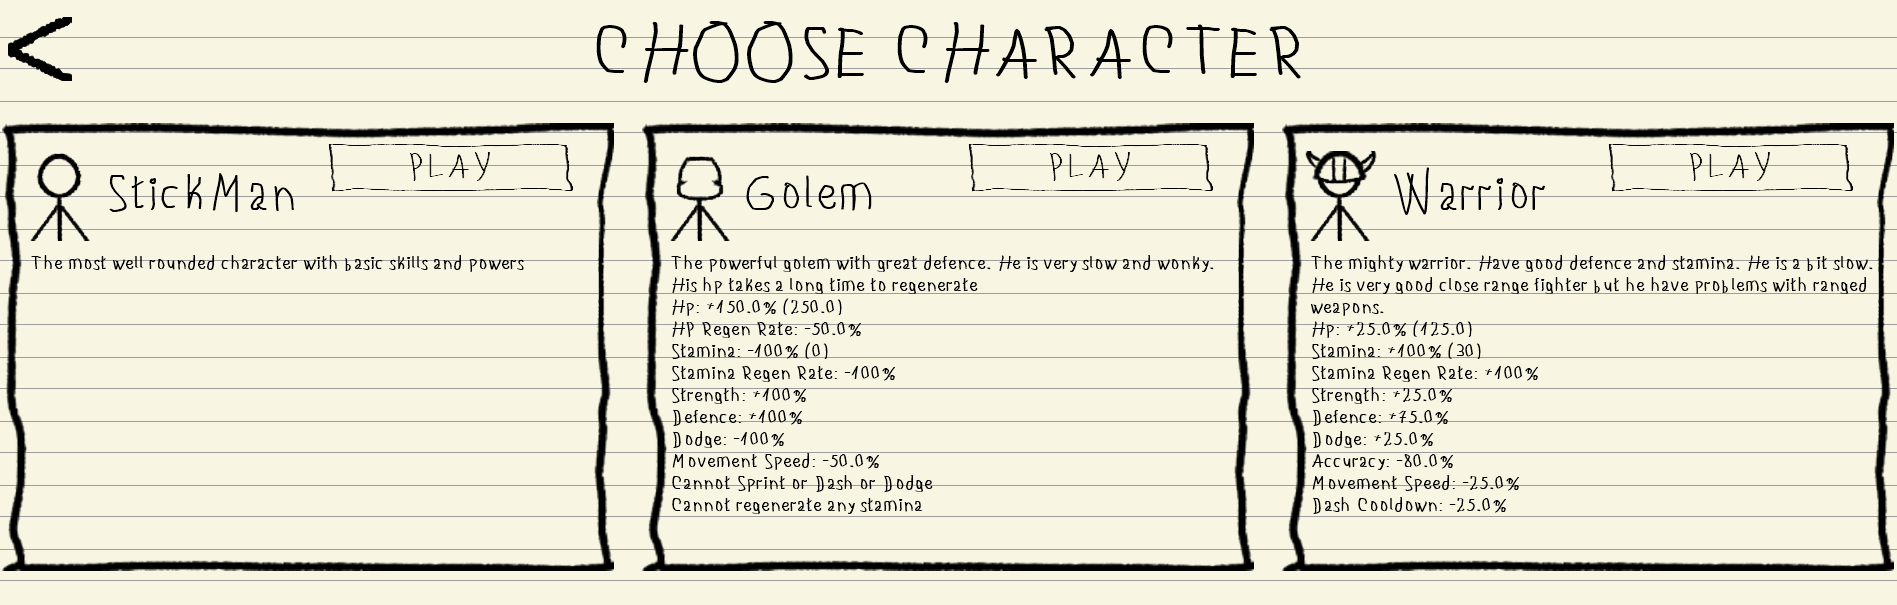 CHOOSE CHARACTER
StickMan
PLAY
The most well rounded character with basic skills and powers
Golem
PLAY
The powerful golem with great defence. He is very slow and wonky.
His hp takes a long time to regenerate
Hp: +150.0% (250.0)
HP Regen Rate: -50.0%
Stamina: -100% (0)
Stamina Regen Rate: -100%
Strength: +100%
Defence: +100%
Dodge: -100%
Movement Speed: -50.0%
Cannot Sprint or Dash or Dodge
Cannot regenerate any stamina
Warrior
PLAY
The mighty warrior. Have good defence and stamina. He is a bit slow.
He is very good close range fighter but he have problems with ranged
weapons.
Hp: +25.0% (125.0)
Stamina: +100% (30)
Stamina Regen Rate: +100%
Strength: +25.0%
Defence: +75.0%
Dodge: +25.0%
Accuracy: -80.0%
Movement Speed: -25.0%
Dash Cooldown: -25.0%